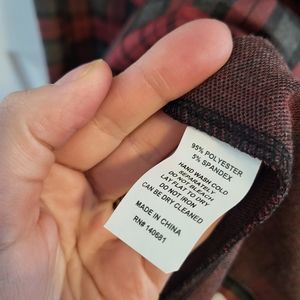 95% POLYESTER
5% SPANDEX
HAND WASH COLD
SEPARATELY
DO NOT BLEACH
LAY FLAT TO DRY
DO NOT IRON
CAN BE DRY CLEANED
MADE IN CHINA
RN# 140681